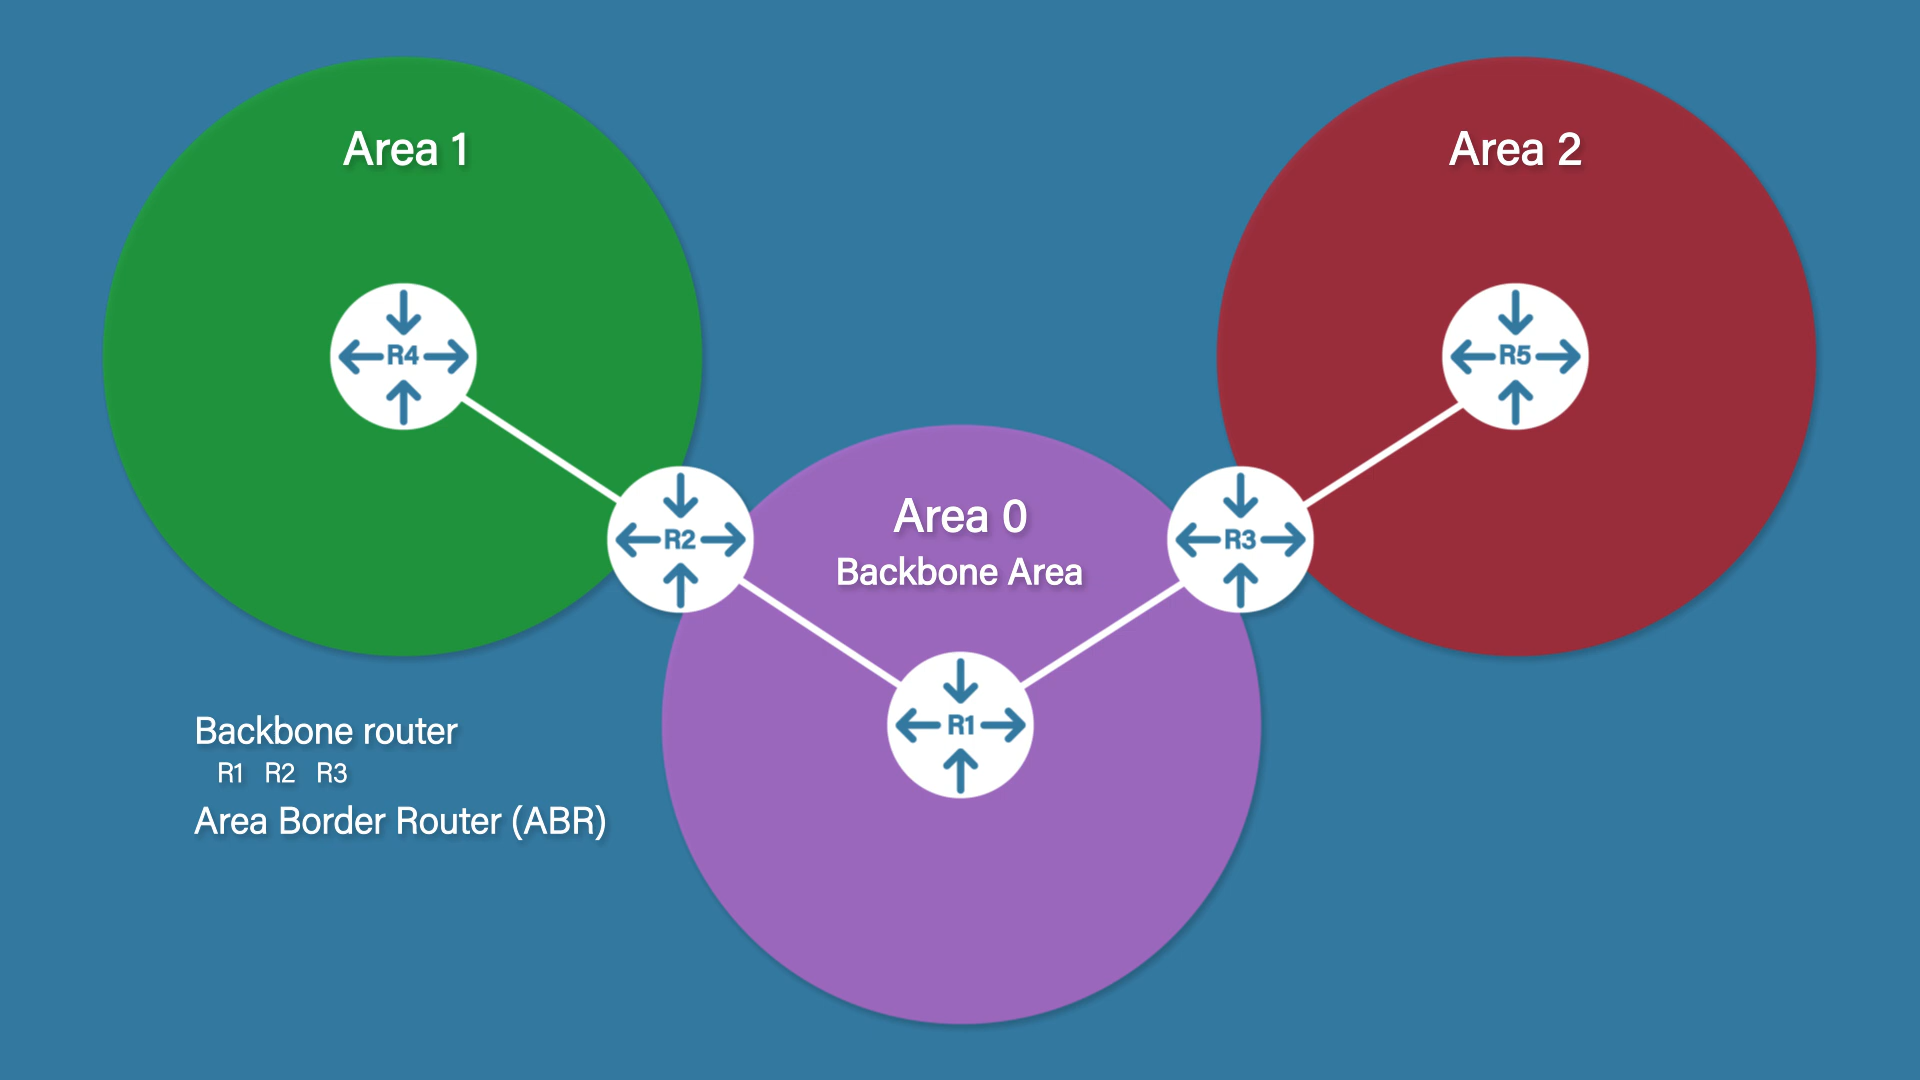 Area 1
Area 2
R4
R5
Area 0
Backbone Area
R2
R3
R1
Backbone router
R1 R2 R3
Area Border Router (ABR)